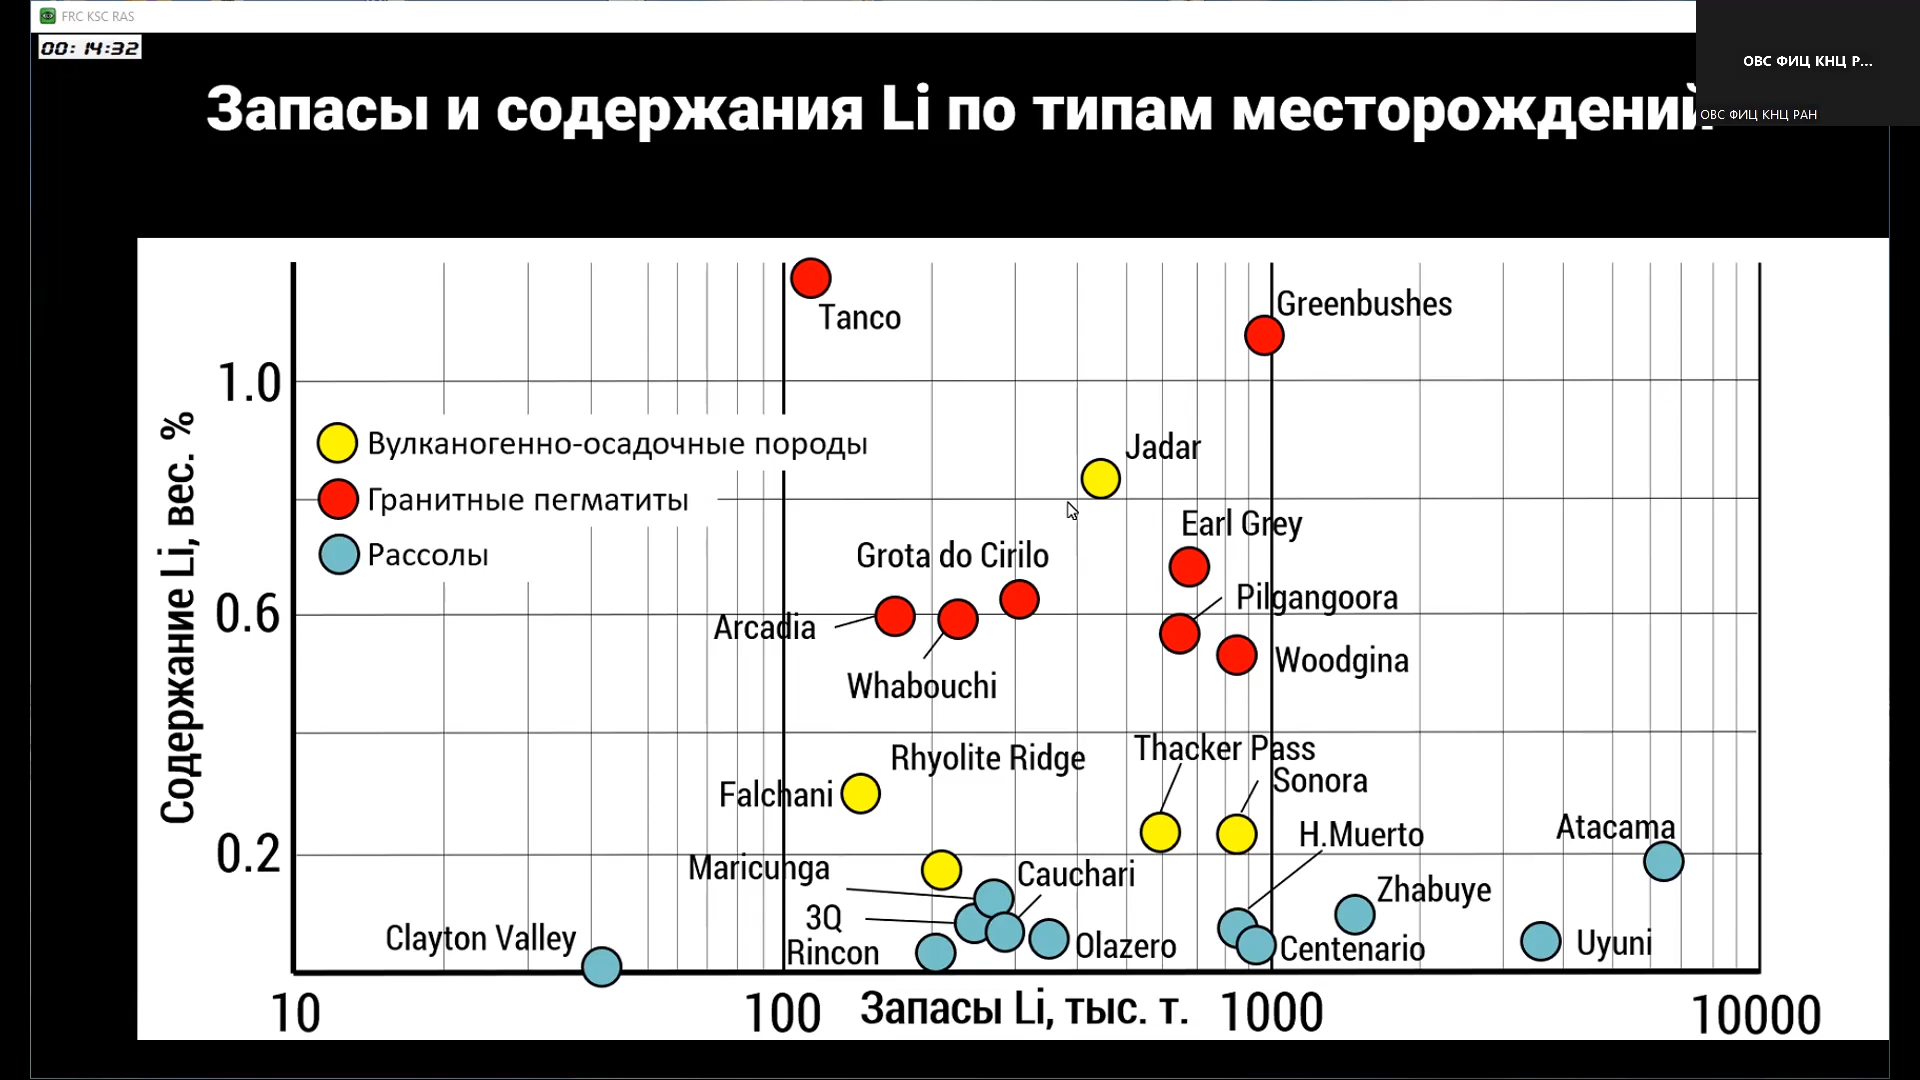 FRC KSC RAS
00: 14:32
ОВС ФИЦ КНЦ Р...
ОВС ФИЦ КНЦ РАН
Запасы и содержания Li по типам месторождений
Tanco
Greenbushes
1.0
Вулканогенно-осадочные породы
Jadar
Гранитные пегматиты
Earl Grey
Рассолы
Grota do Cirilo
Pilgangoora
0.6
Arcadia
Woodgina
Whabouchi
Содержание Li, вес. %
Rhyolite Ridge
Thacker Pass
Falchani
Sonora
H.Muerto
Atacama
0.2
Maricunga
Cauchari
Zhabuye
3Q
Clayton Valley
Rincon
Olazero
Centenario
Uyuni
10
100
Запасы Li, тыс. т.
1000
10000